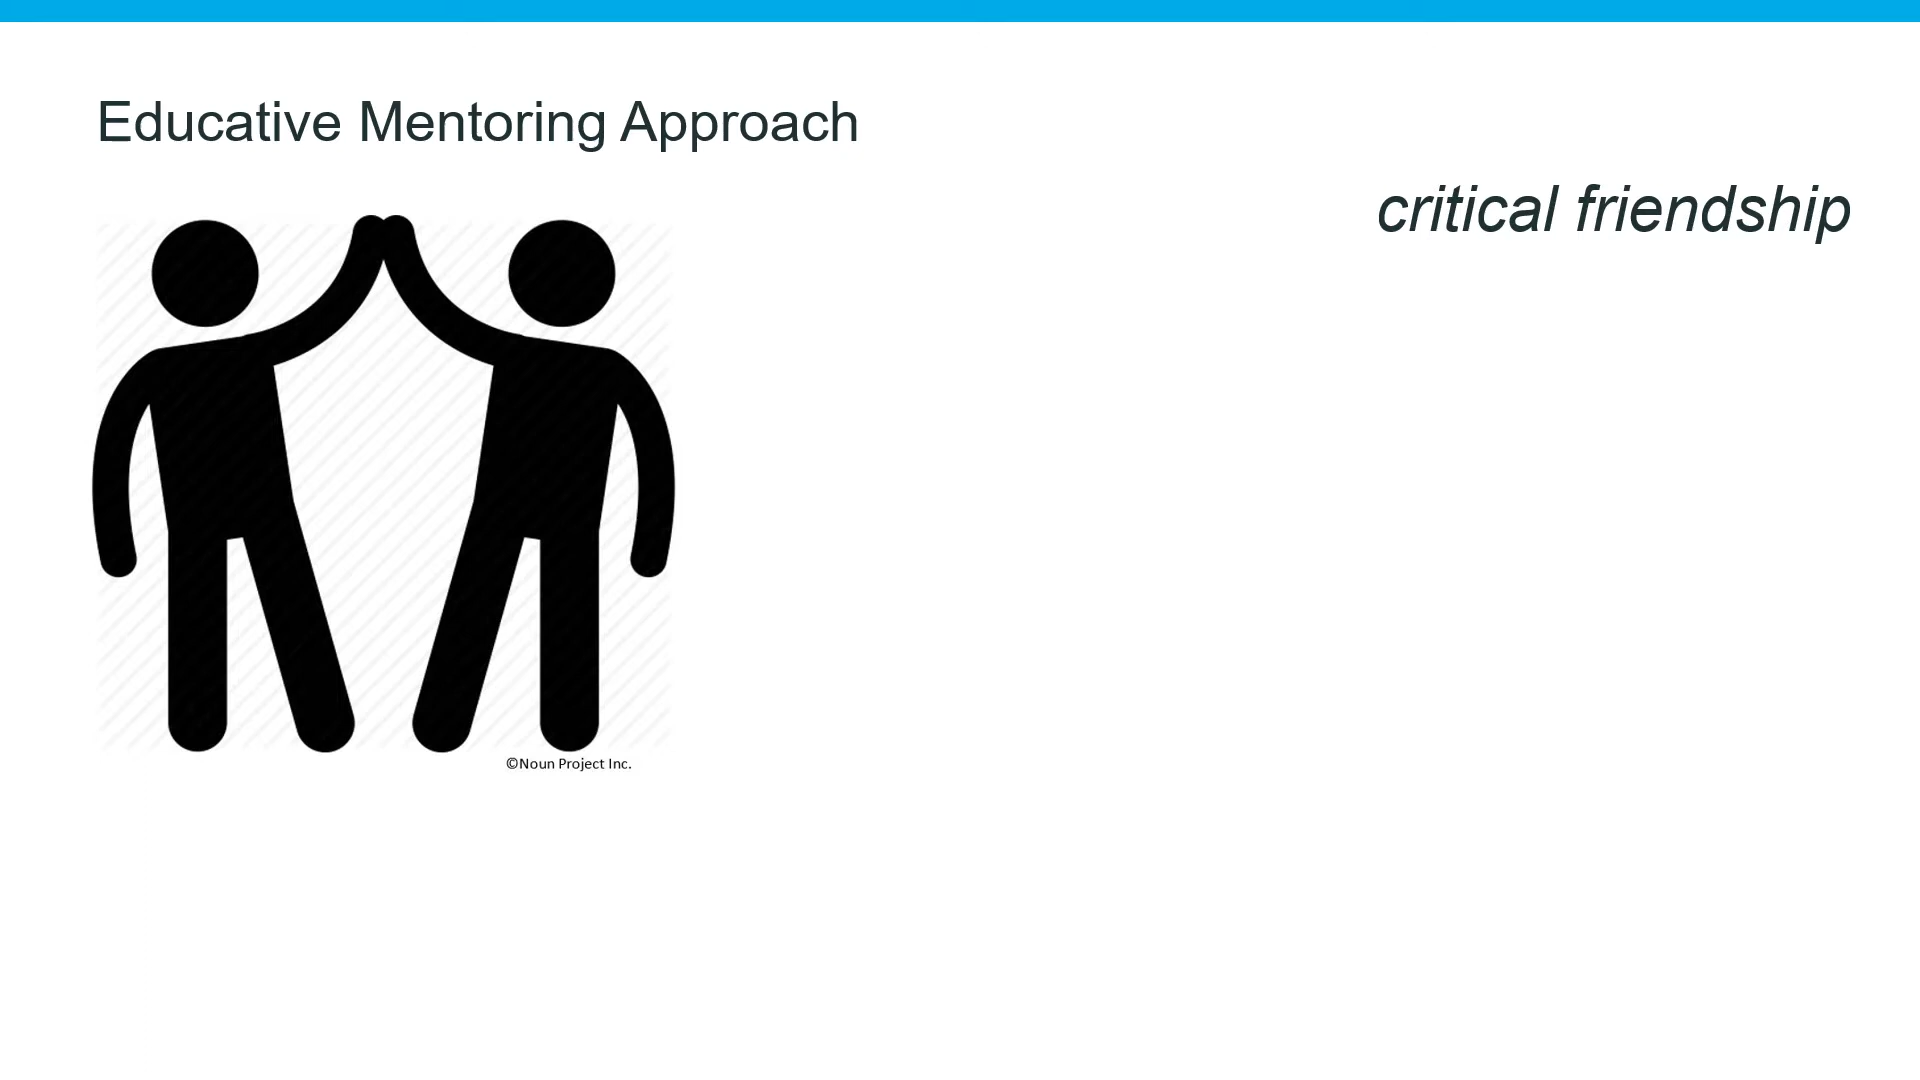 Educative Mentoring Approach
critical friendship
©Noun Project Inc.